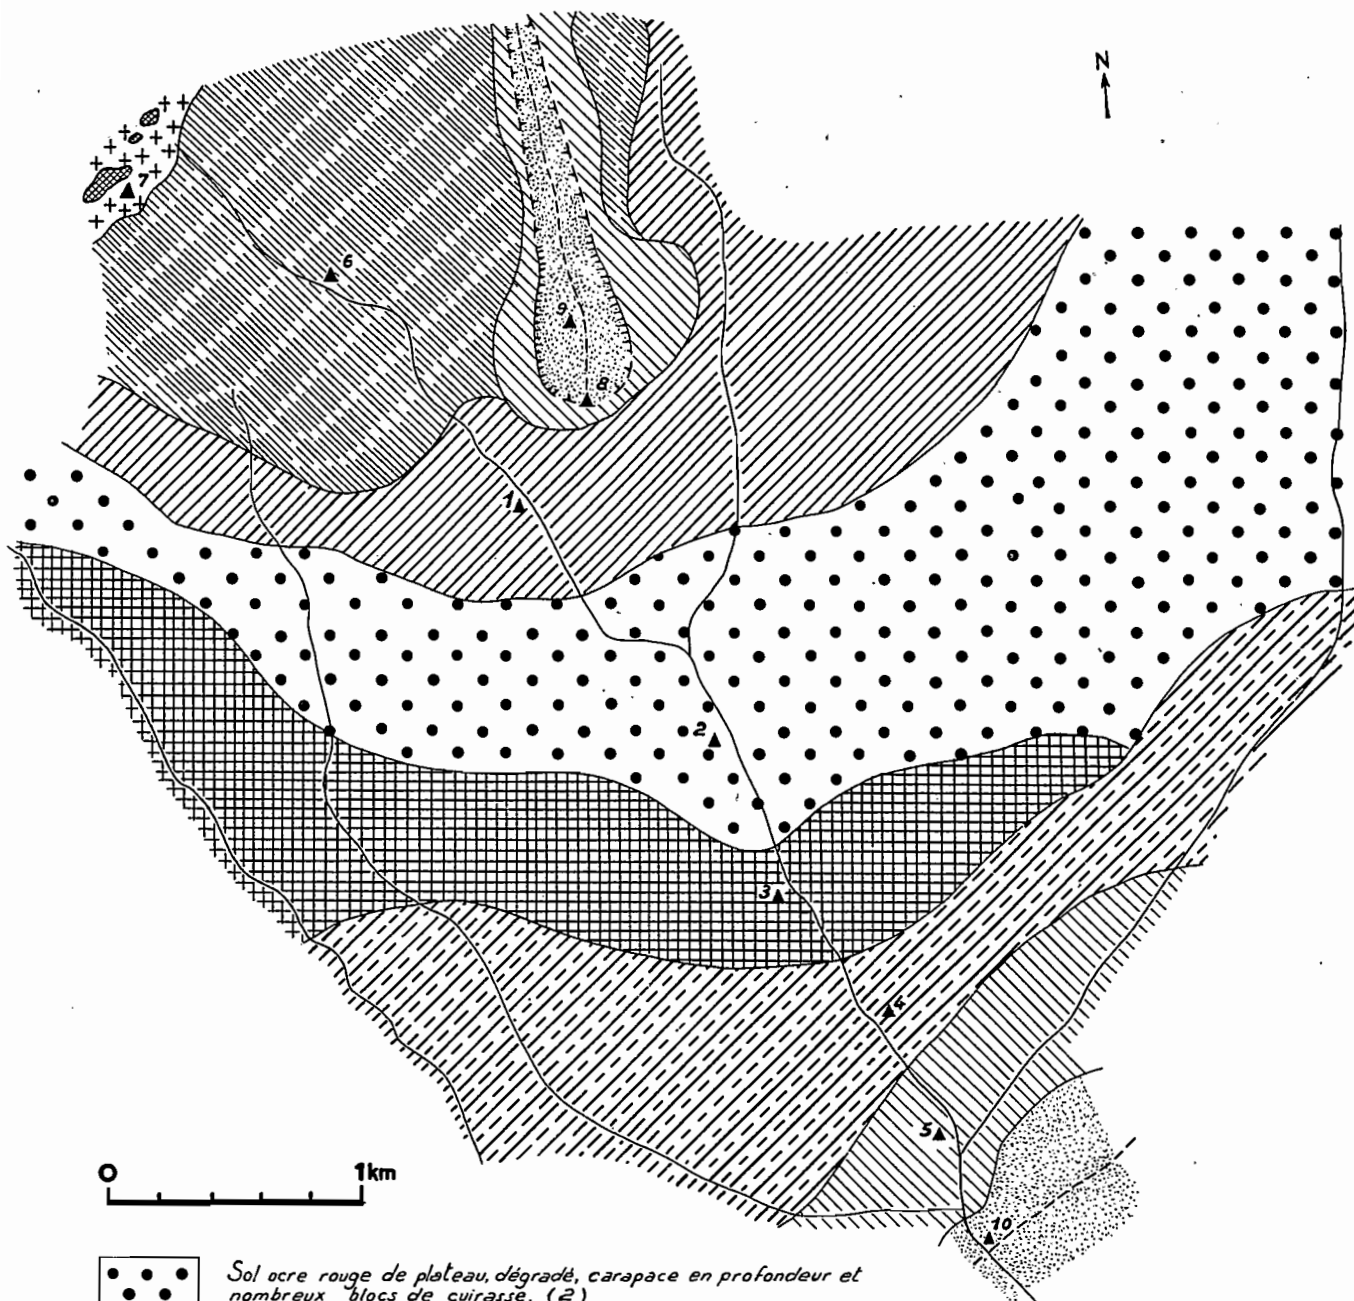 N
7
6
9
8
1
2
3
4
5
10
0 1km
Sol ocre rouge de plateau, dégradé, carapace en profondeur et
nombreux blocs de cuirasse. (2)